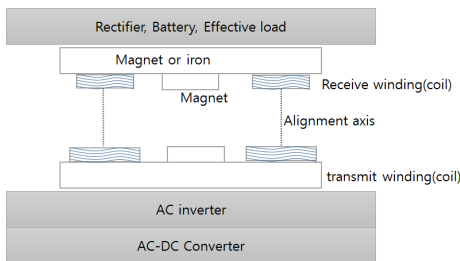 Rectifier, Battery, Effective load
Magnet or iron
Receive winding(coil)
Magnet
Alignment axis
transmit winding(coil)
AC inverter
AC-DC Converter